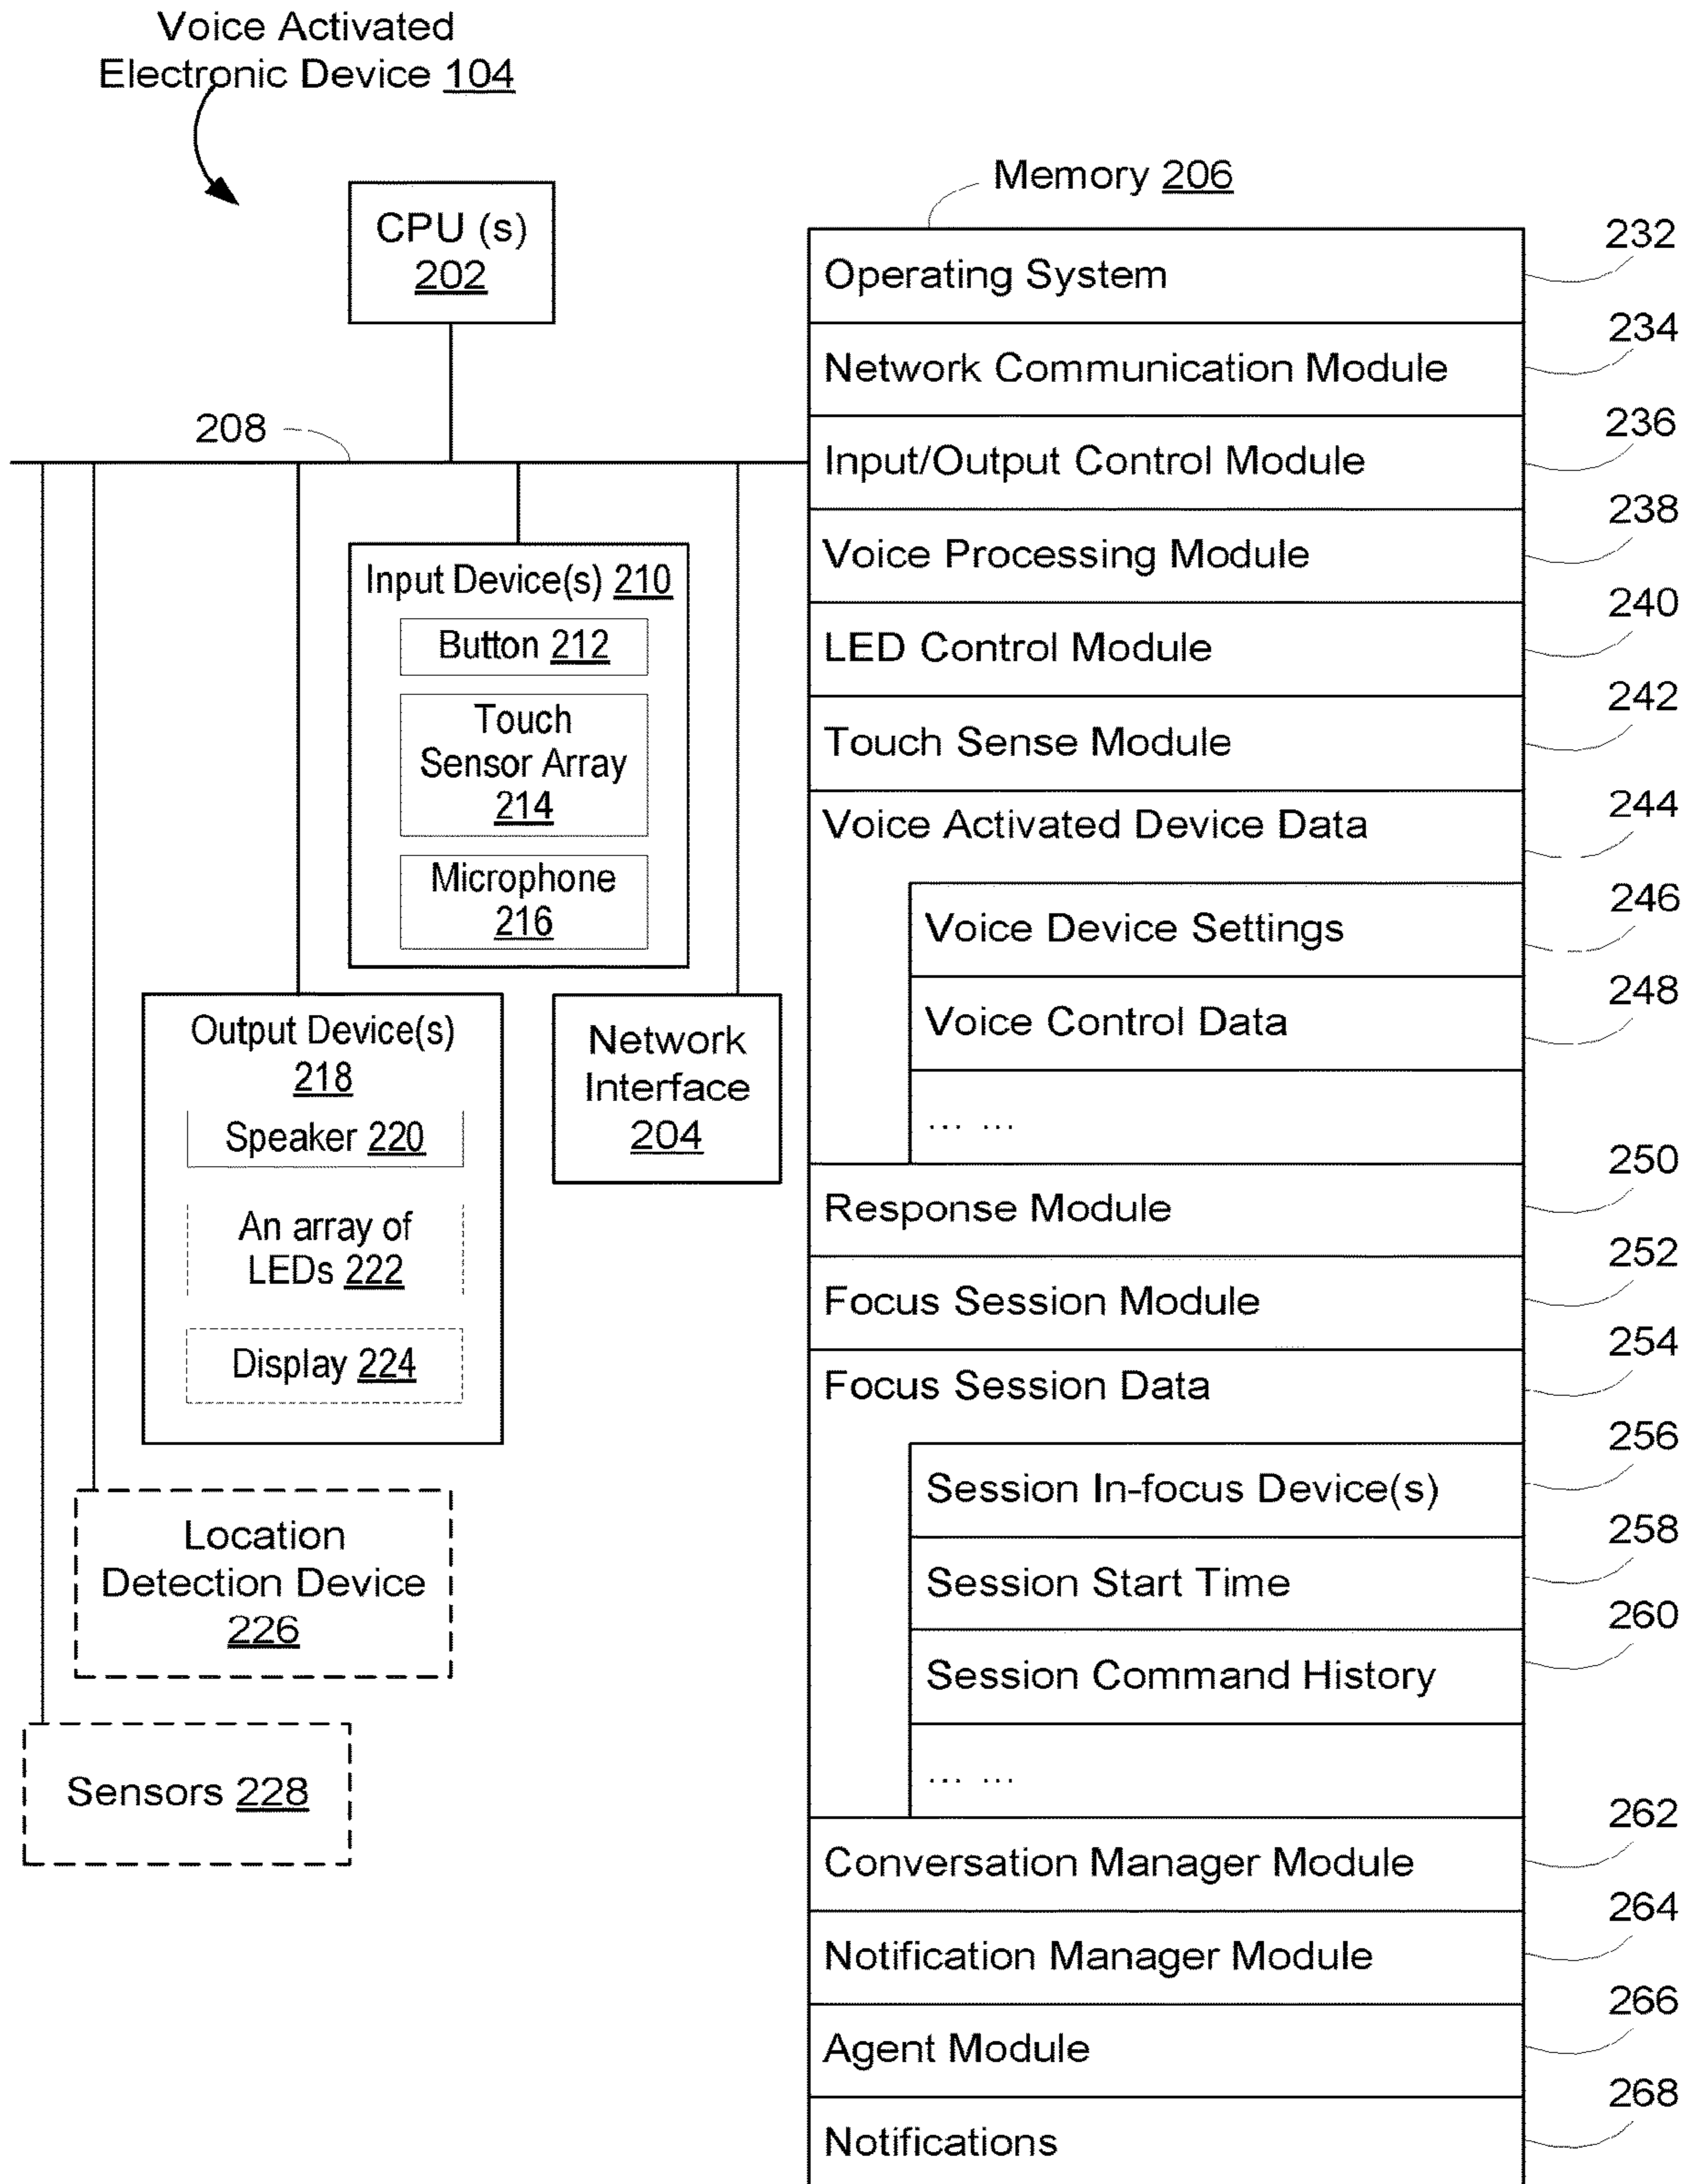 Voice Activated
Electronic Device 104
CPU (s)
202
208
Input Device(s) 210
Button 212
Touch
Sensor Array
214
Microphone
216
Output Device(s)
218
Speaker 220
An array of
LEDs 222
Display 224
Network
Interface
204
Location
Detection Device
226
Sensors 228
Memory 206
Operating System
232
Network Communication Module
234
Input/Output Control Module
236
Voice Processing Module
238
LED Control Module
240
Touch Sense Module
242
Voice Activated Device Data
244
Voice Device Settings
246
Voice Control Data
248
... ...
Response Module
250
Focus Session Module
252
Focus Session Data
254
Session In-focus Device(s)
256
Session Start Time
258
Session Command History
260
... ...
Conversation Manager Module
262
Notification Manager Module
264
Agent Module
266
Notifications
268